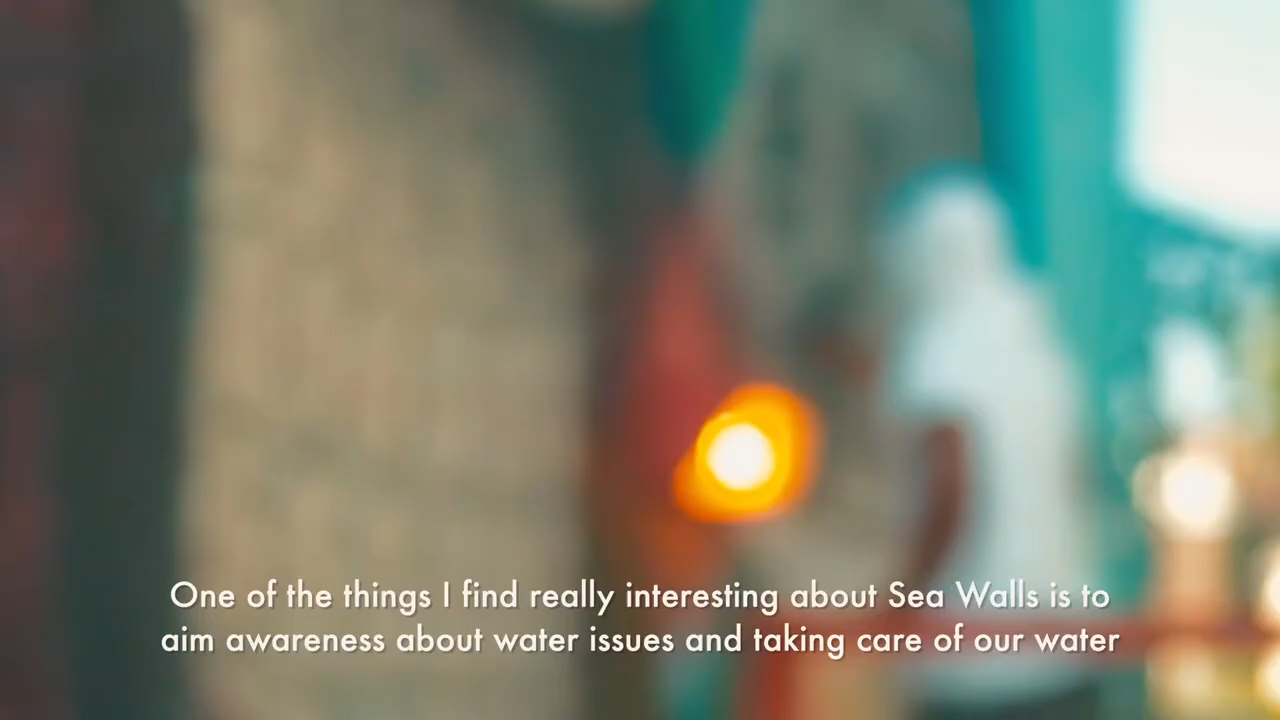 One of the things I find really interesting about Sea Walls is to
aim awareness about water issues and taking care of our water